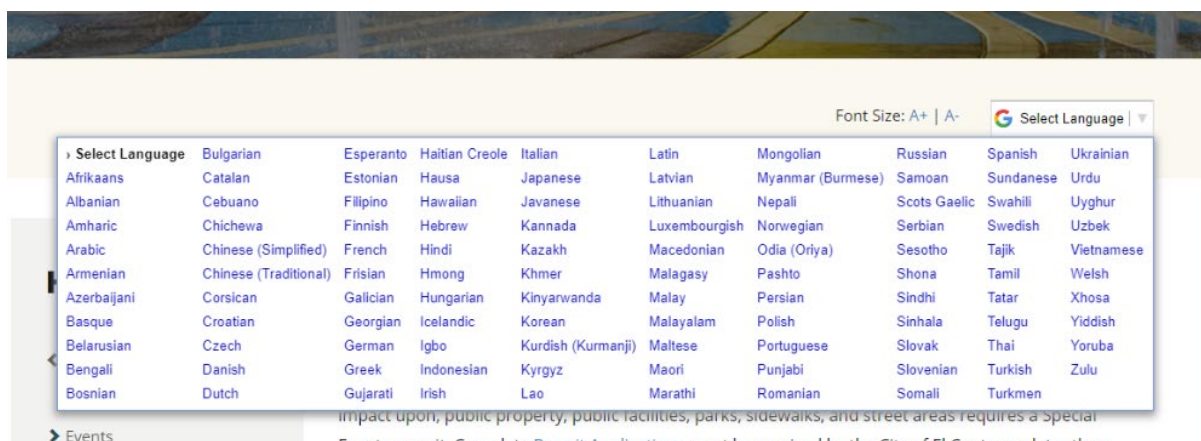 Font Size: A+ | A-
Select Language
› Select Language Bulgarian Esperanto Haitian Creole Italian Latin Mongolian Russian Spanish Ukrainian
Afrikaans Catalan Estonian Hausa Japanese Latvian Myanmar (Burmese) Samoan Sundanese Urdu
Albanian Cebuano Filipino Hawaiian Javanese Lithuanian Nepali Scots Gaelic Swahili Uyghur
Amharic Chichewa Finnish Hebrew Kannada Luxembourgish Norwegian Serbian Swedish Uzbek
Arabic Chinese (Simplified) French Hindi Kazakh Macedonian Odia (Oriya) Sesotho Tajik Vietnamese
Armenian Chinese (Traditional) Frisian Hmong Khmer Malagasy Pashto Shona Tamil Welsh
Azerbaijani Corsican Galician Hungarian Kinyarwanda Malay Persian Sindhi Tatar Xhosa
Basque Croatian Georgian Icelandic Korean Malayalam Polish Sinhala Telugu Yiddish
Belarusian Czech German Igbo Kurdish (Kurmanji) Maltese Portuguese Slovak Thai Yoruba
Bengali Danish Greek Indonesian Kyrgyz Maori Punjabi Slovenian Turkish Zulu
Bosnian Dutch Gujarati Irish Lao Marathi Romanian Somali Turkmen
impact upon, public property, public facilities, parks, sidewalks, and street areas requires a Special
Events